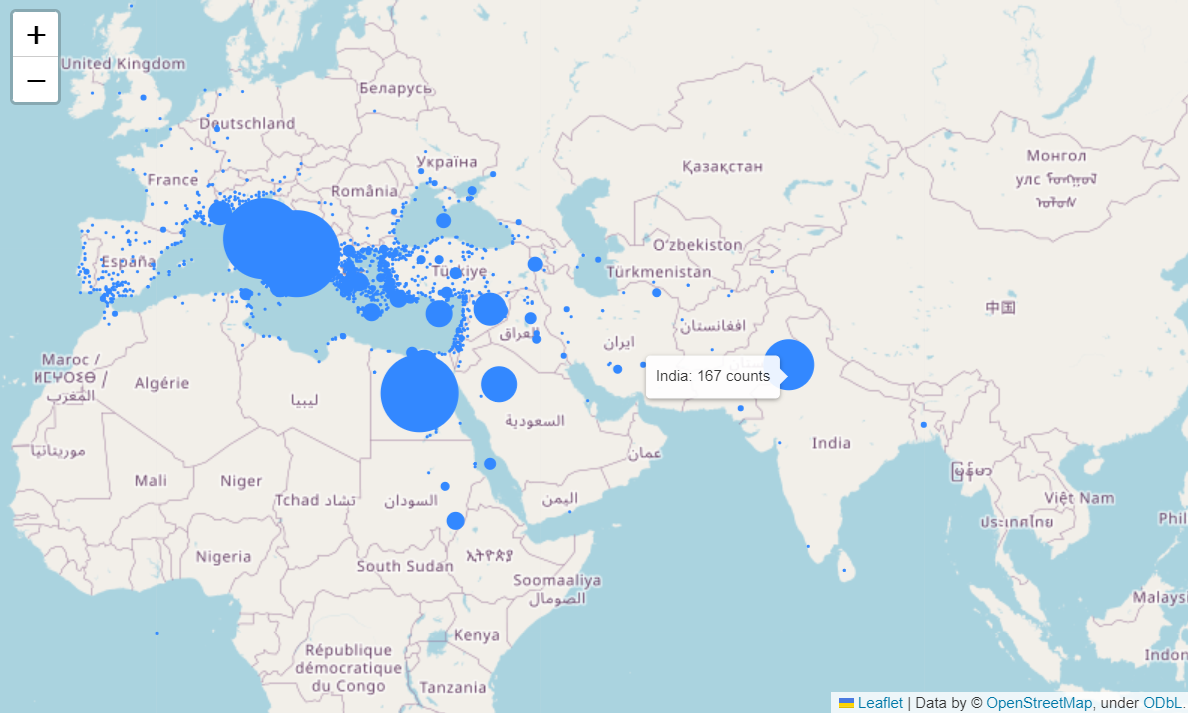 +
−
United Kingdom
Беларусь
Deutschland
Україна
France
România
Қазақстан
Монгол
улс
España
Türkiye
Oʻzbekiston
Türkmenistan
中国
افغانستان
العراق
ایران
India: 167 counts
Maroc /
ⵍⵎⵖⵔⵉⴱ /
المغرب
Algérie
ليبيا
السعودية
India
موريتانيا
عمان
မြန်မာ
Mali
Niger
Tchad تشاد
السودان
اليمن
Việt Nam
ประเทศไทย
Phil
Nigeria
South Sudan
ኢትዮጵያ
Soomaaliya
الصومال
Malaysi
Kenya
République
démocratique
du Congo
Tanzania
Indon
Leaflet | Data by © OpenStreetMap, under ODbL.